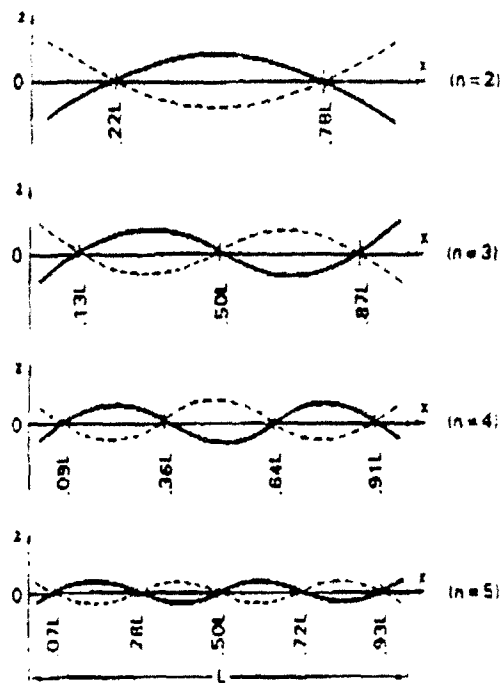 z
0
x
(n=2)
.22L
.78L
z
0
x
(n=3)
.13L
.50L
.87L
z
0
x
(n=4)
.09L
.36L
.64L
.91L
z
0
x
(n=5)
.07L
.28L
.50L
.72L
.93L
L